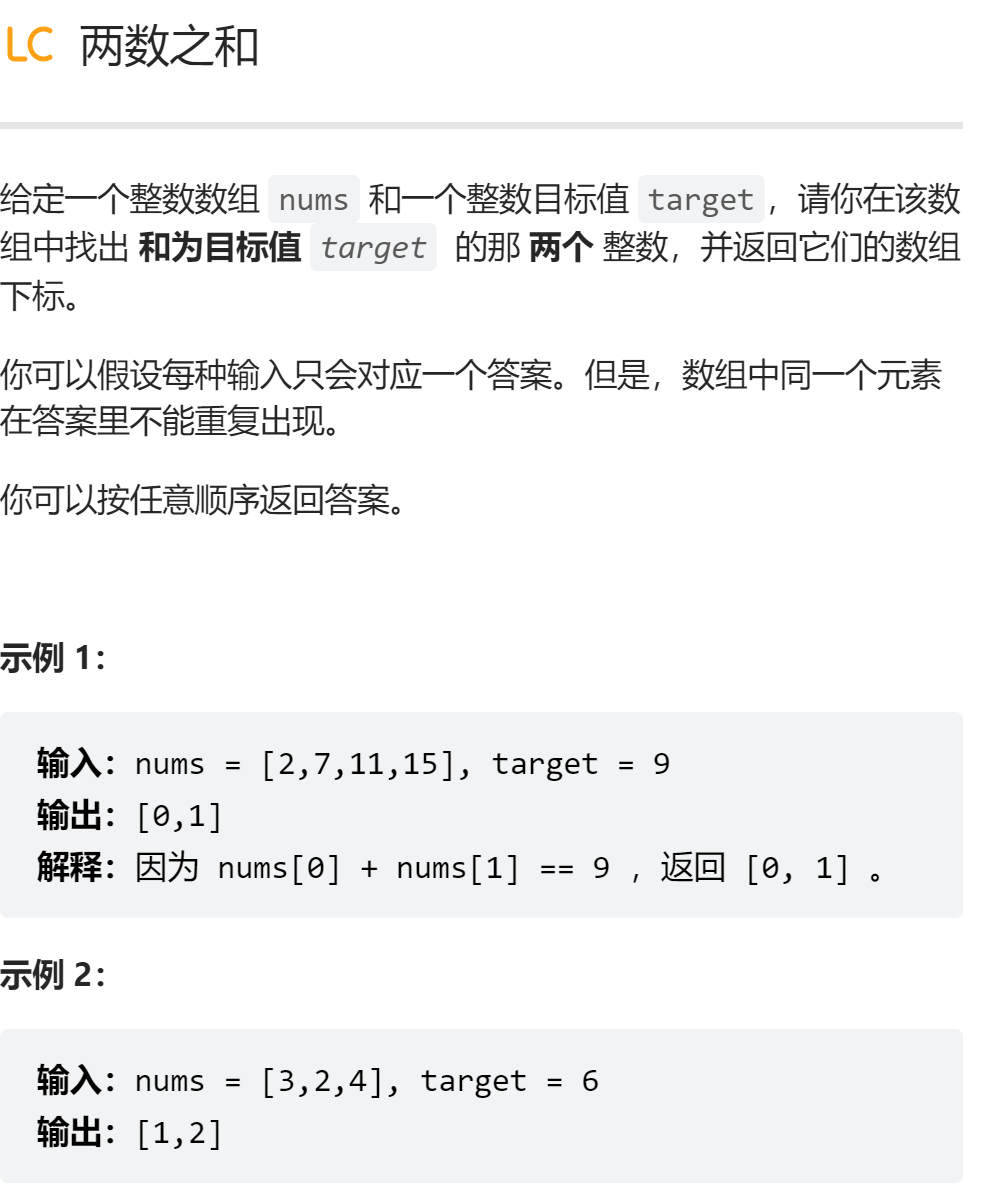 LC 两数之和
给定一个整数数组 nums 和一个整数目标值 target，请你在该数
组中找出 和为目标值 target 的那 两个 整数，并返回它们的数组
下标。
你可以假设每种输入只会对应一个答案。但是，数组中同一个元素
在答案里不能重复出现。
你可以按任意顺序返回答案。
示例 1：
输入：nums = [2,7,11,15], target = 9
输出：[0,1]
解释：因为 nums[0] + nums[1] == 9 ，返回 [0, 1] 。
示例 2：
输入：nums = [3,2,4], target = 6
输出：[1,2]